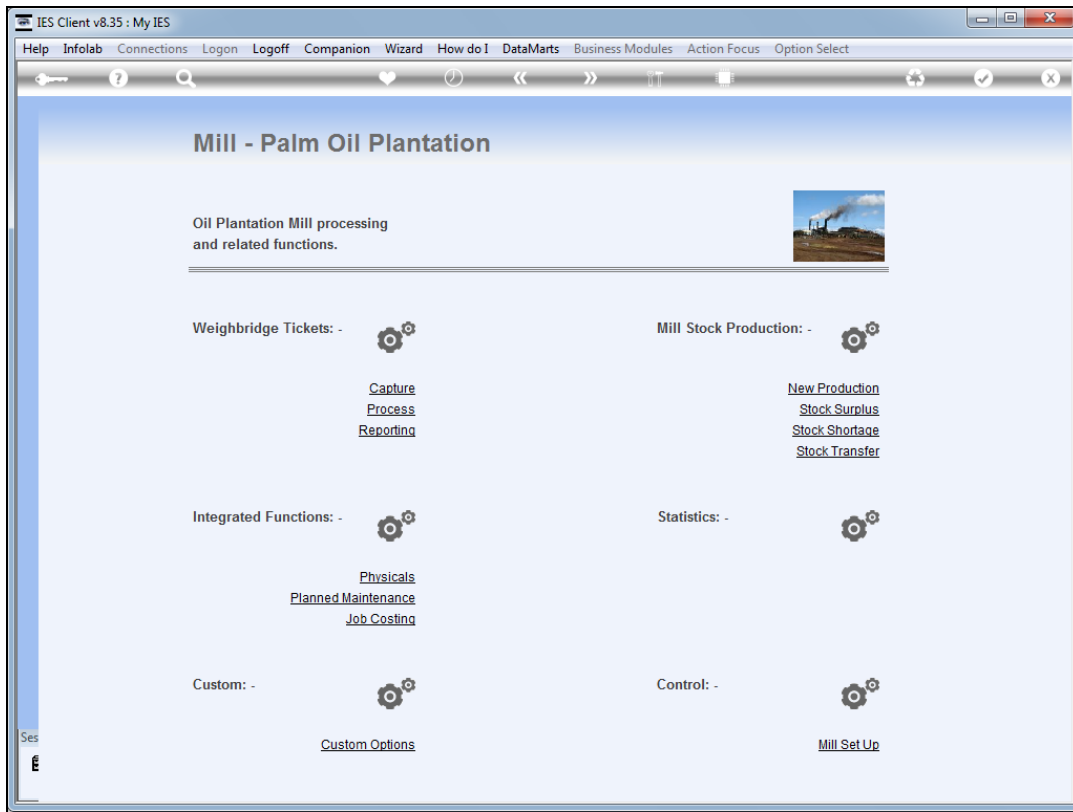 IES Client v8.35 : My IES
Help Infolab Connections Logon Logoff Companion Wizard How do I DataMarts Business Modules Action Focus Option Select
Mill - Palm Oil Plantation
Oil Plantation Mill processing
and related functions.
Weighbridge Tickets: -
Mill Stock Production: -
Capture
Process
Reporting
New Production
Stock Surplus
Stock Shortage
Stock Transfer
Integrated Functions: -
Statistics: -
Physicals
Planned Maintenance
Job Costing
Custom: -
Control: -
Custom Options
Mill Set Up
Ses